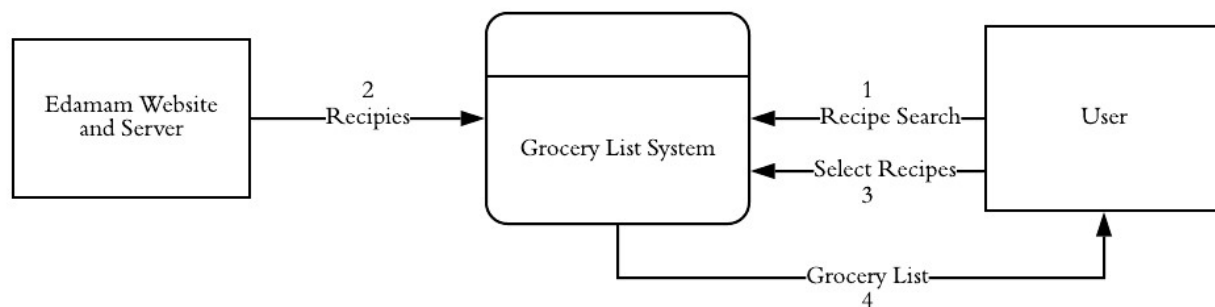 Edamam Website
and Server
2
Recipies
Grocery List System
1
Recipe Search
Select Recipes
3
User
Grocery List
4